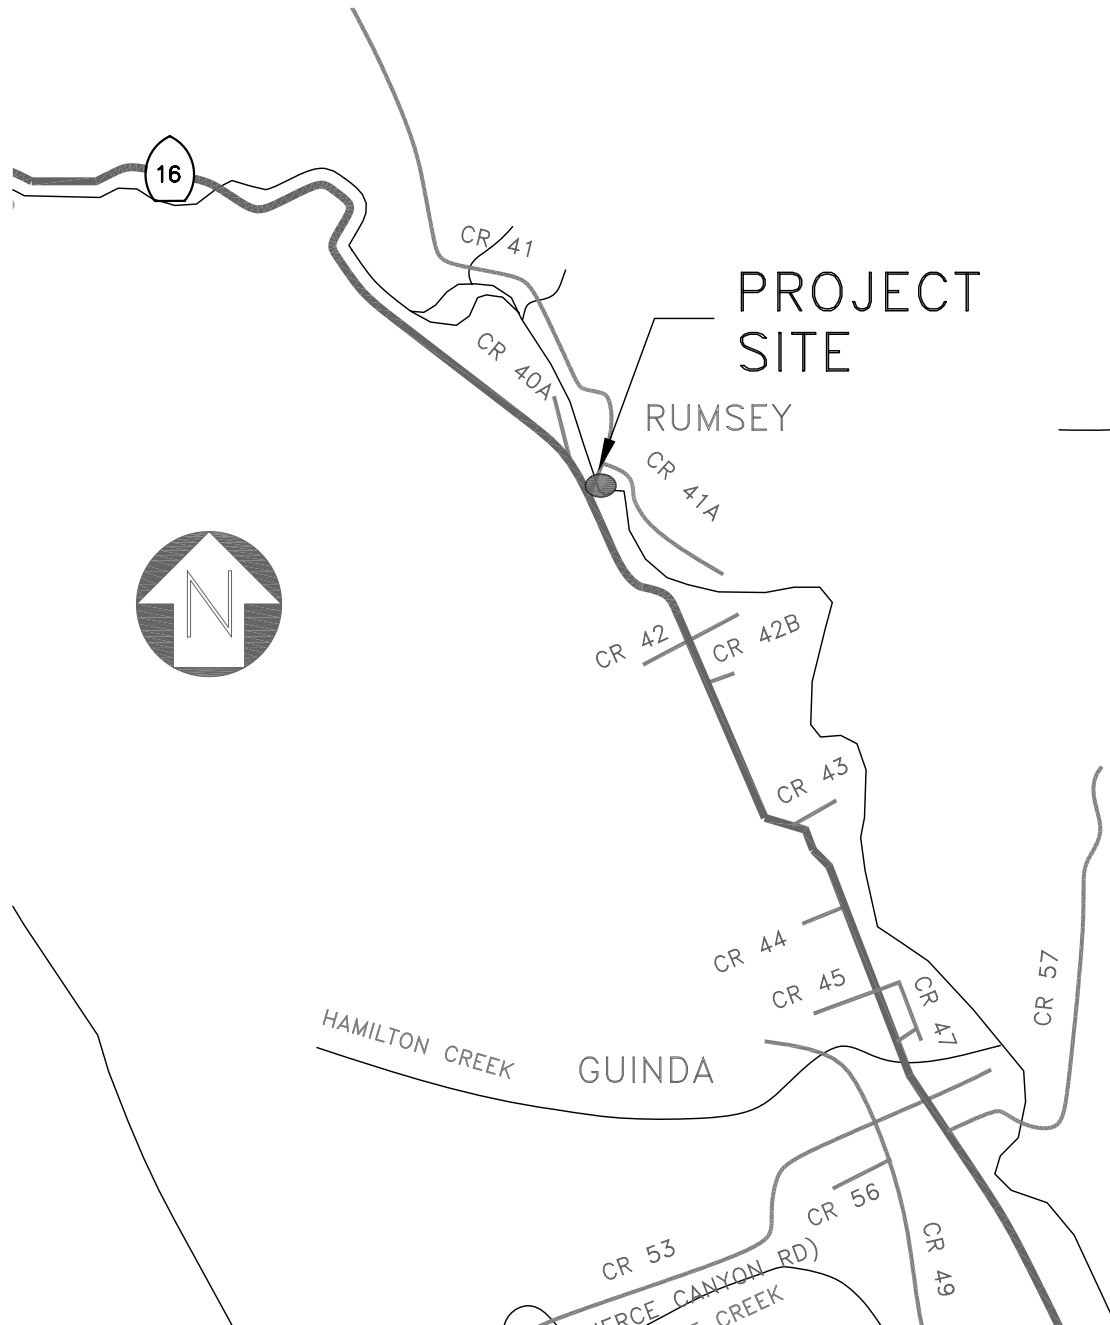 16
CR 41
PROJECT
SITE
CR 40A
RUMSEY
CR 41A
N
CR 42
CR 42B
CR 43
CR 44
CR 45
CR 47
CR 57
HAMILTON CREEK
GUINDA
CR 56
CR 53
CR 49
CANYON RD)
CREEK